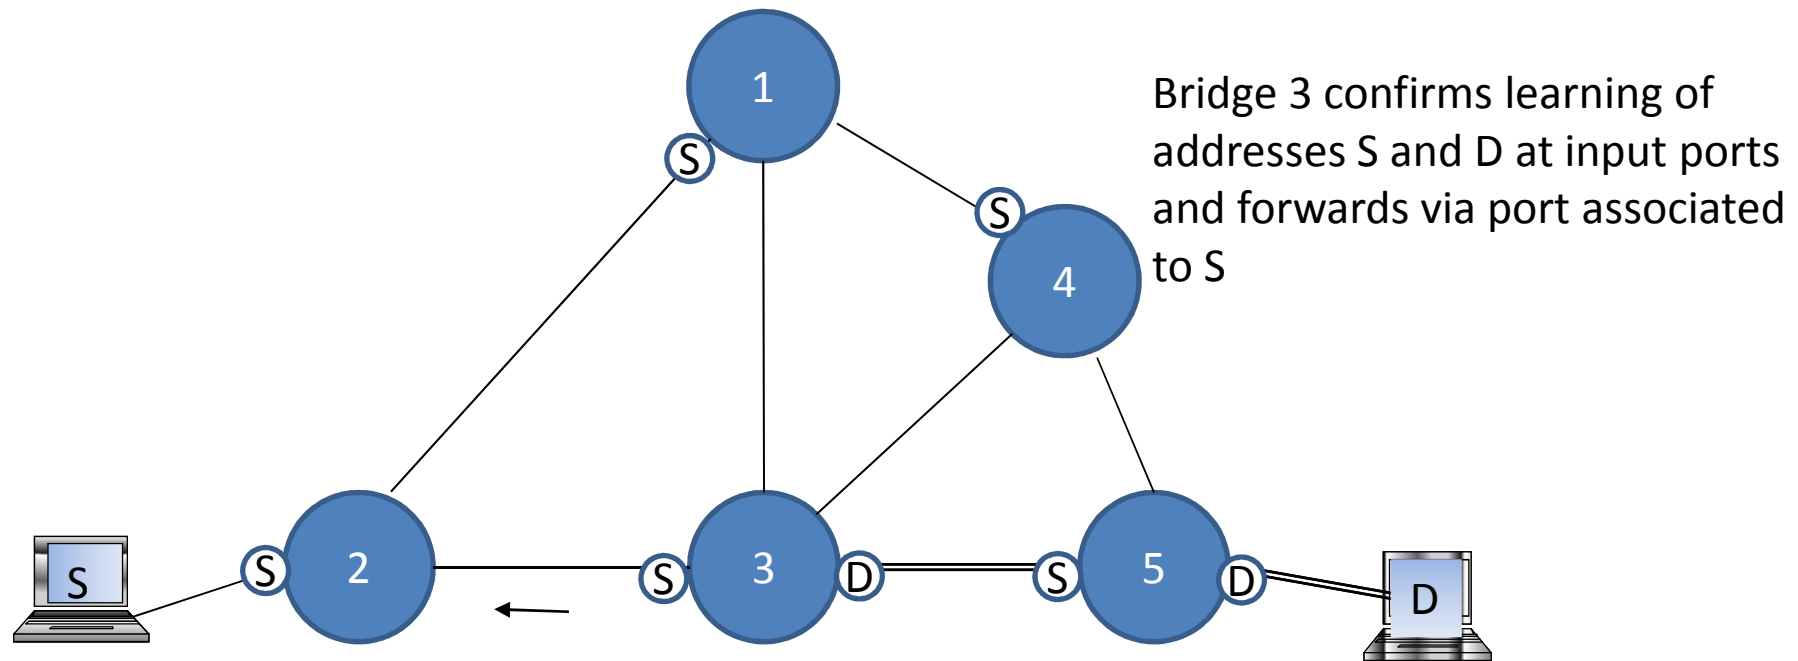 1
Bridge 3 confirms learning of
addresses S and D at input ports
and forwards via port associated
to S
S
S
4
S
S
2
S
3
D
S
5
D
D